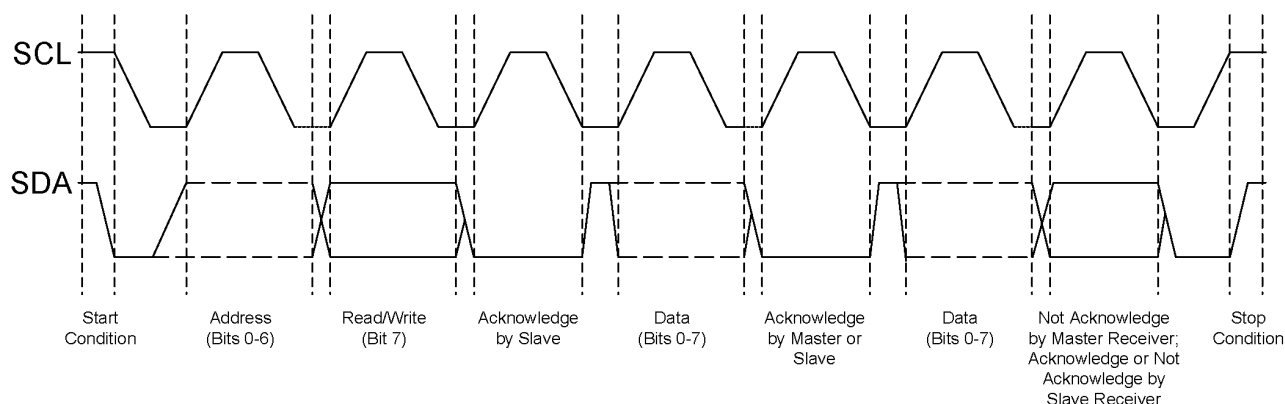 SCL
SDA
Start
Condition
Address
(Bits 0-6)
Read/Write
(Bit 7)
Acknowledge
by Slave
Data
(Bits 0-7)
Acknowledge
by Master or
Slave
Data
(Bits 0-7)
Not Acknowledge
by Master Receiver;
Acknowledge or Not
Acknowledge by
Slave Receiver
Stop
Condition